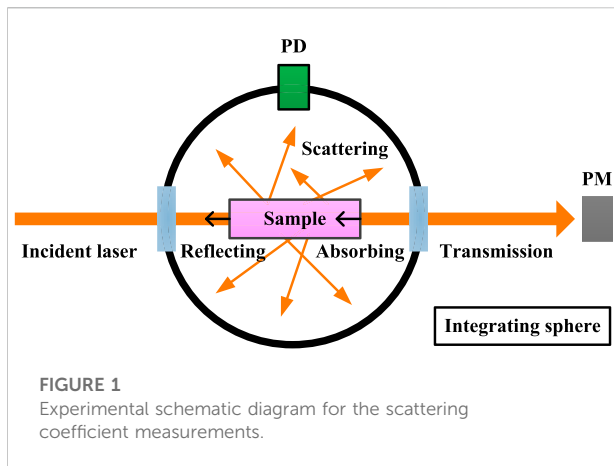 PD
Scattering
PM
Sample
Incident laser
Reflecting
Absorbing
Transmission
Integrating sphere
FIGURE 1
Experimental schematic diagram for the scattering
coefficient measurements.